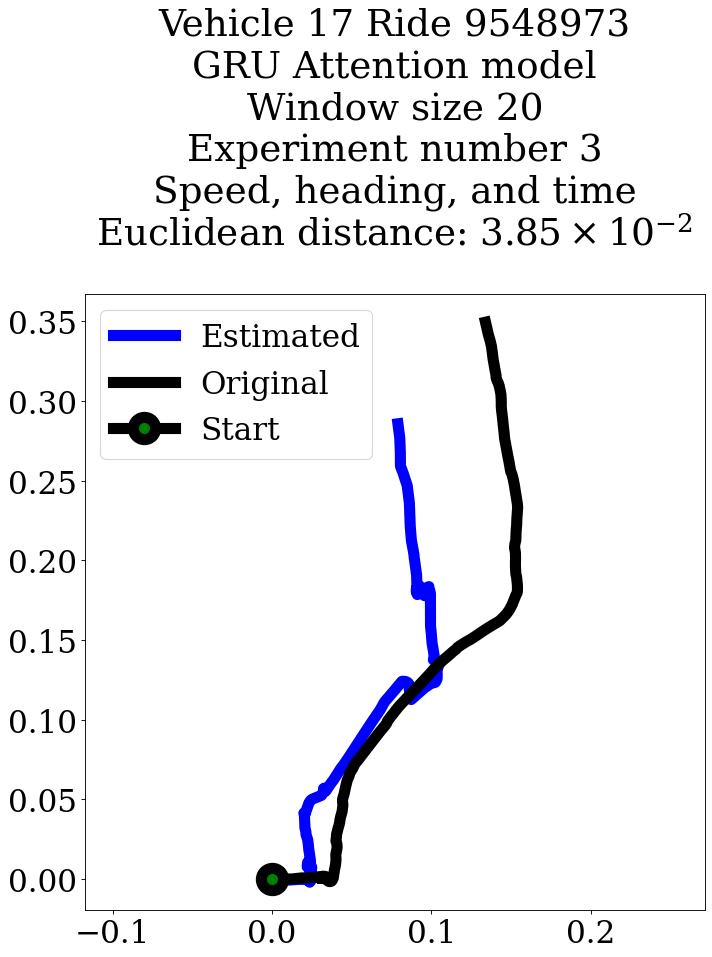 Vehicle 17 Ride 9548973
GRU Attention model
Window size 20
Experiment number 3
Speed, heading, and time
Euclidean distance: 3.85 × 10⁻²
Estimated
Original
Start
0.35
0.30
0.25
0.20
0.15
0.10
0.05
0.00
−0.1
0.0
0.1
0.2